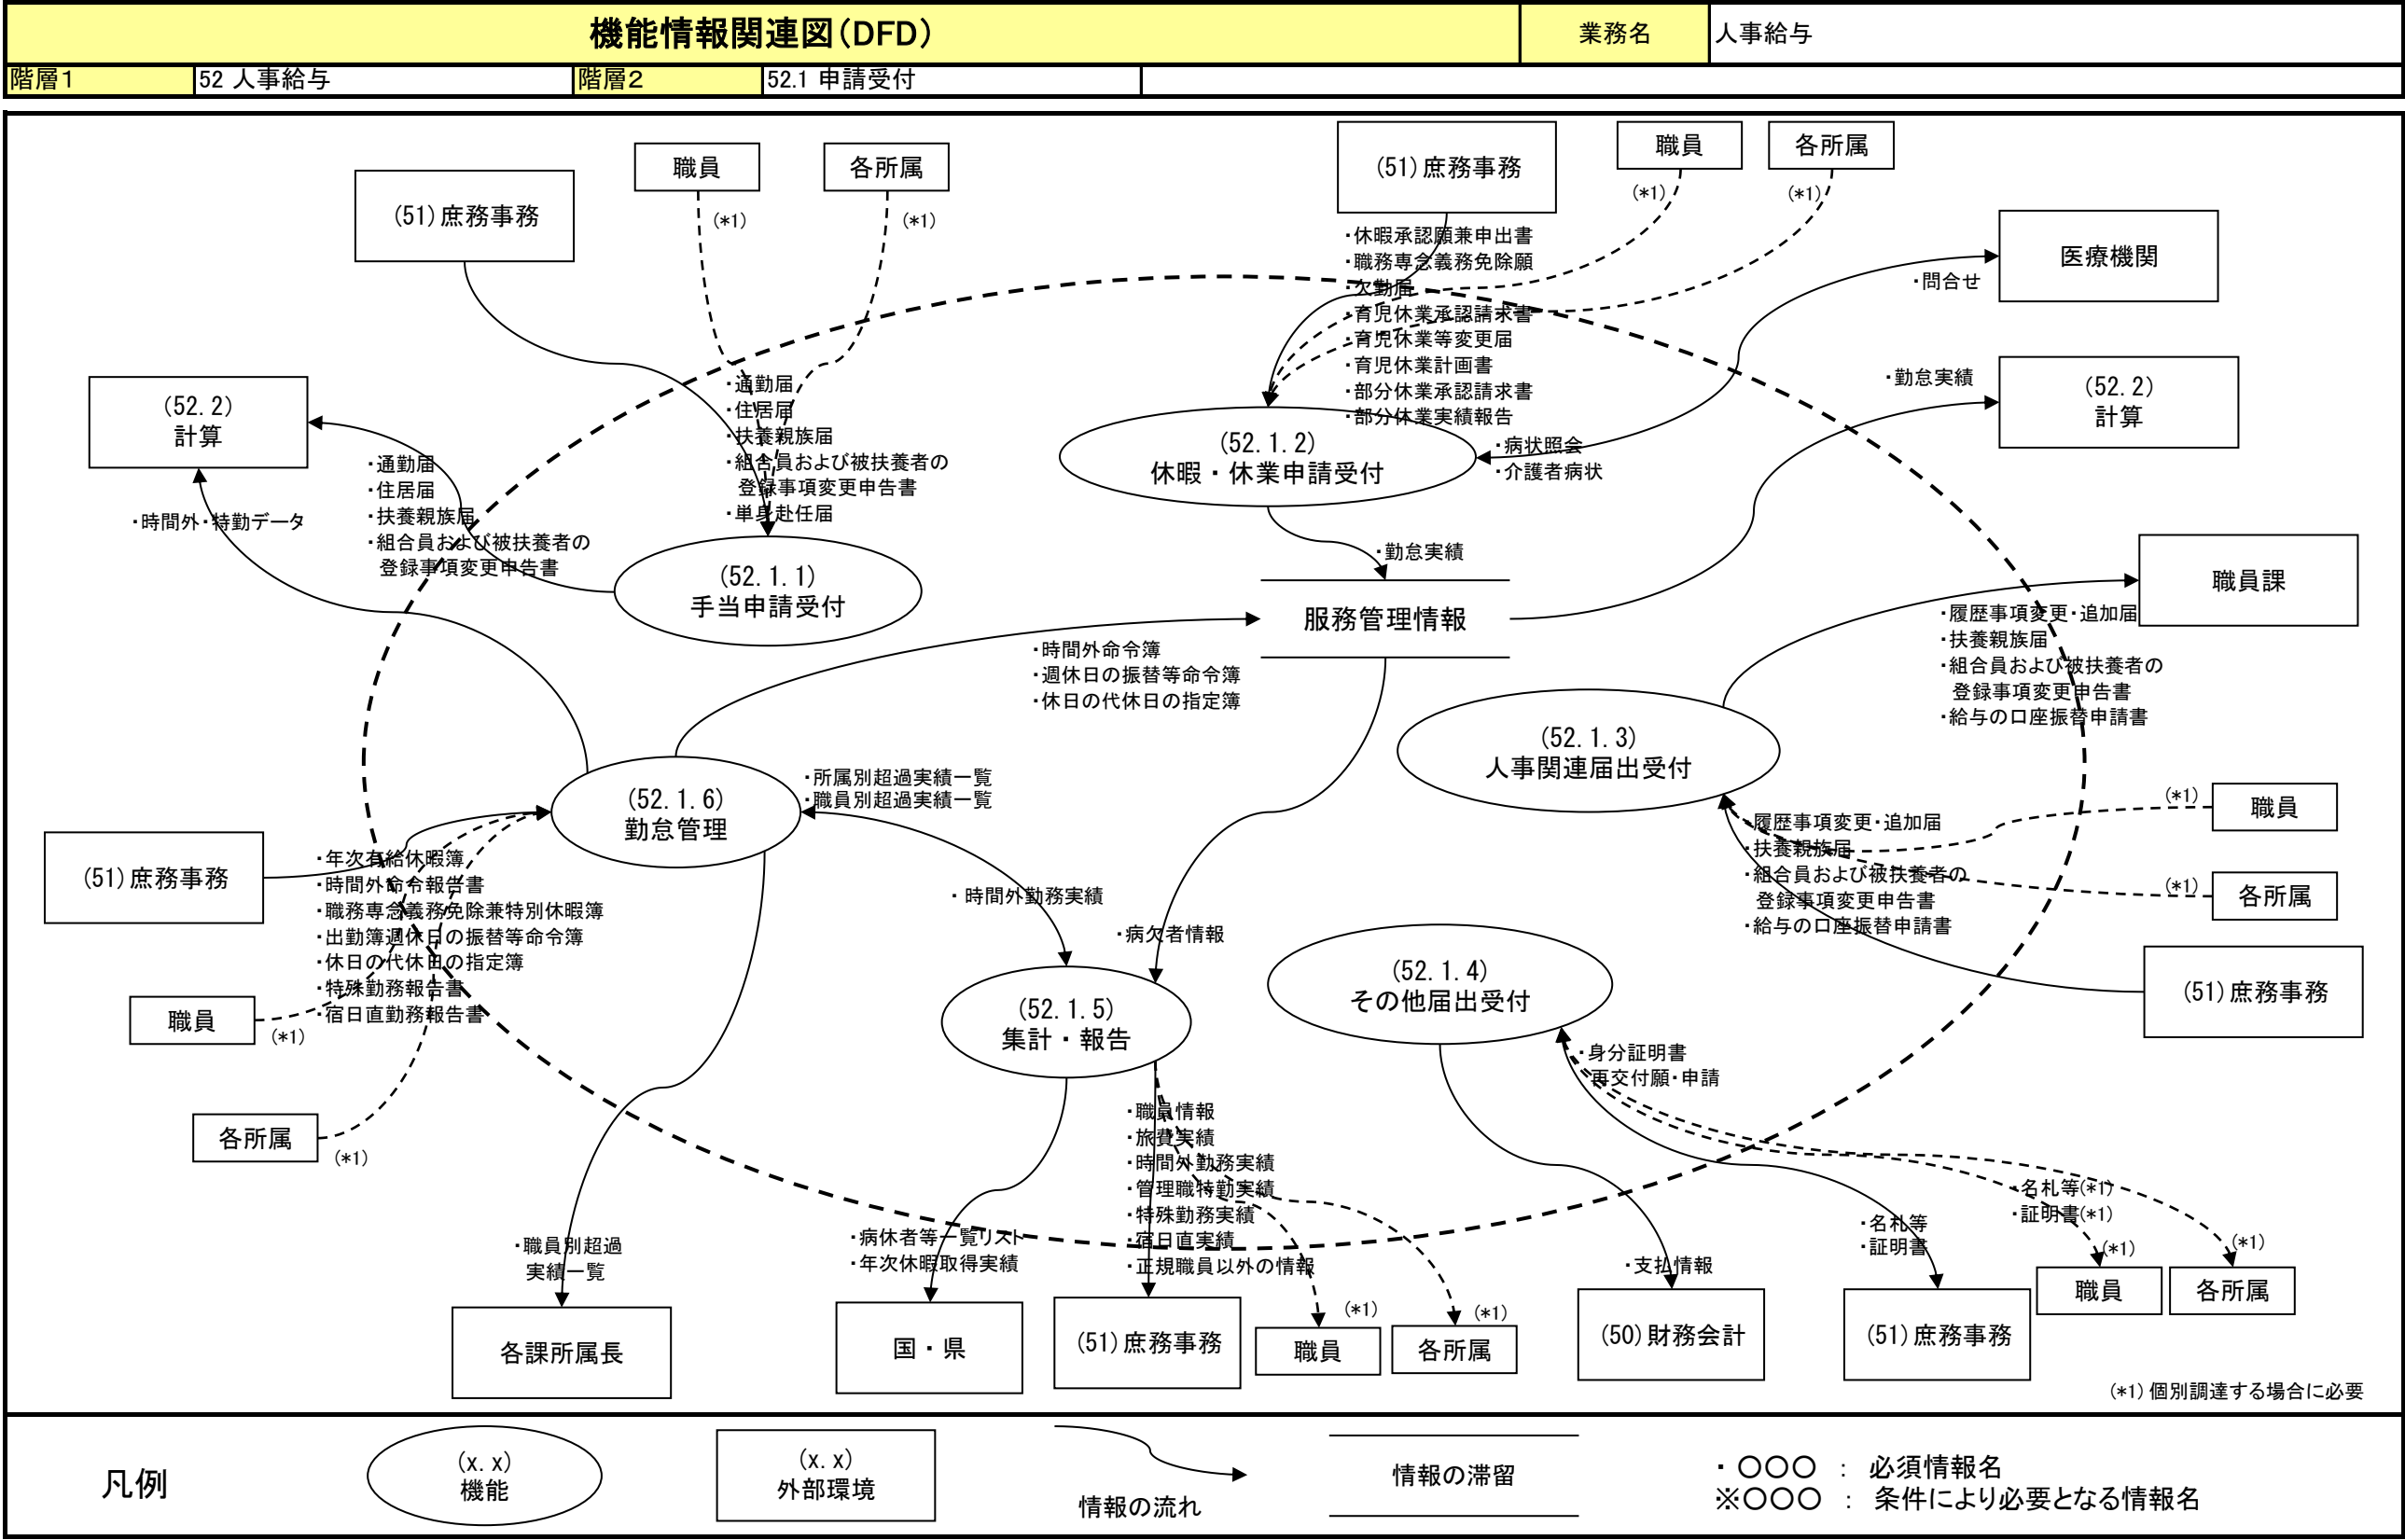 機能情報関連図(DFD)
業務名
人事給与
階層1
52 人事給与
階層2
52.1 申請受付
(51)庶務事務
職員
(*1)
各所属
(*1)
(51)庶務事務
職員
(*1)
各所属
(*1)
医療機関
・問合せ
・休暇承認願兼申出書
・職務専念義務免除願
・欠勤届
・育児休業承認請求書
・育児休業等変更届
・育児休業計画書
・部分休業承認請求書
・部分休業実績報告
(52.2)
計算
・勤怠実績
(52.2)
計算
・通勤届
・住居届
・扶養親族届
・組合員および被扶養者の
登録事項変更申告書
・単身赴任届
・通勤届
・住居届
・扶養親族届
・組合員および被扶養者の
登録事項変更申告書
・時間外・特勤データ
(52.1.2)
休暇・休業申請受付
・病状照会
・介護者病状
・勤怠実績
(52.1.1)
手当申請受付
服務管理情報
職員課
・履歴事項変更・追加届
・扶養親族届
・組合員および被扶養者の
登録事項変更申告書
・給与の口座振替申請書
・時間外命令簿
・週休日の振替等命令簿
・休日の代休日の指定簿
(52.1.3)
人事関連届出受付
(52.1.6)
勤怠管理
・所属別超過実績一覧
・職員別超過実績一覧
(*1)
職員
(*1)
各所属
・履歴事項変更・追加届
・扶養親族届
・組合員および被扶養者の
登録事項変更申告書
・給与の口座振替申請書
(51)庶務事務
(51)庶務事務
・年次有給休暇簿
・時間外命令報告書
・職務専念義務免除兼特別休暇簿
・出勤簿週休日の振替等命令簿
・休日の代休日の指定簿
・特殊勤務報告書
・宿日直勤務報告書
・時間外勤務実績
・病欠者情報
職員
(*1)
各所属
(*1)
(52.1.5)
集計・報告
(52.1.4)
その他届出受付
・身分証明書
再交付願・申請
・職員情報
・旅費実績
・時間外勤務実績
・管理職特勤実績
・特殊勤務実績
・宿日直実績
・正規職員以外の情報
・職員別超過
実績一覧
・病休者等一覧リスト
・年次休暇取得実績
・支払情報
・名札等
・証明書
・名札等(*1)
・証明書(*1)
(*1)
(*1)
職員
各所属
各課所属長
国・県
(51)庶務事務
(*1)
職員
(*1)
各所属
(50)財務会計
(51)庶務事務
(*1)個別調達する場合に必要
凡例
(x.x)
機能
(x.x)
外部環境
情報の流れ
情報の滞留
・ ○○○ : 必須情報名
※○○○ : 条件により必要となる情報名